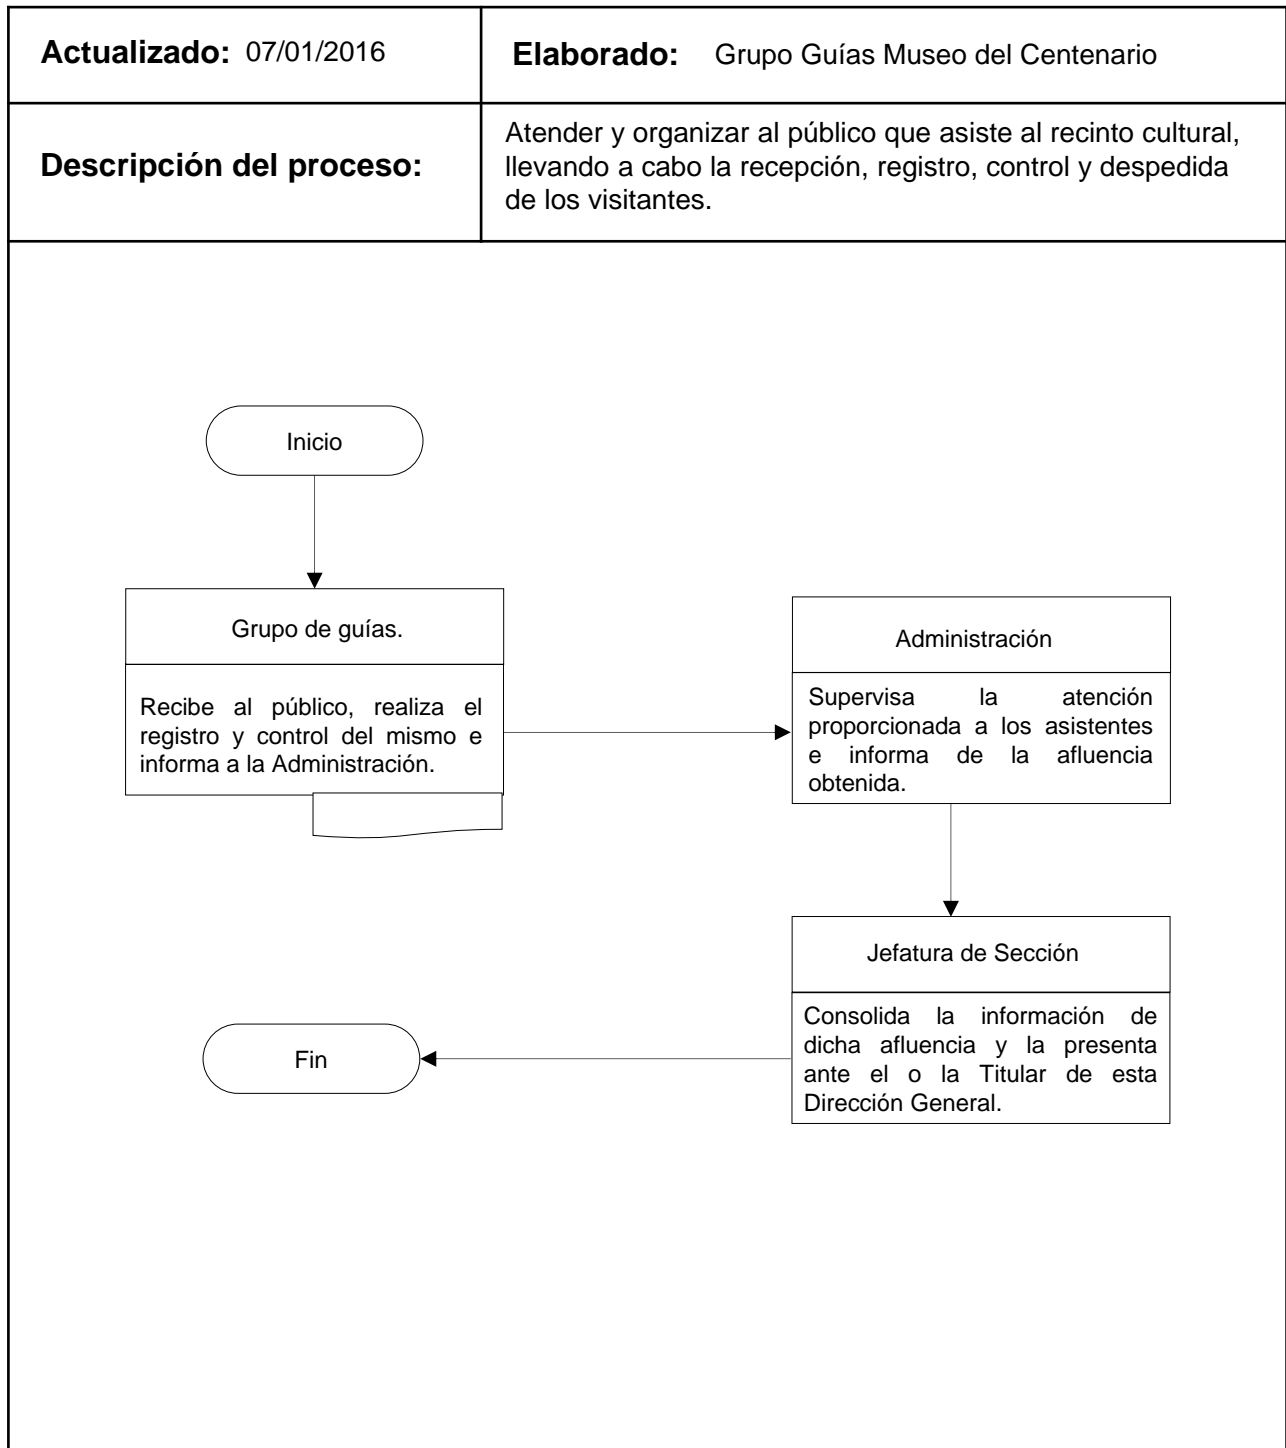 Actualizado: 07/01/2016
Elaborado: Grupo Guías Museo del Centenario
Descripción del proceso:
Atender y organizar al público que asiste al recinto cultural,
llevando a cabo la recepción, registro, control y despedida
de los visitantes.
Inicio
Grupo de guías.
Recibe al público, realiza el
registro y control del mismo e
informa a la Administración.
Administración
Supervisa la atención
proporcionada a los asistentes
e informa de la afluencia
obtenida.
Jefatura de Sección
Consolida la información de
dicha afluencia y la presenta
ante el o la Titular de esta
Dirección General.
Fin